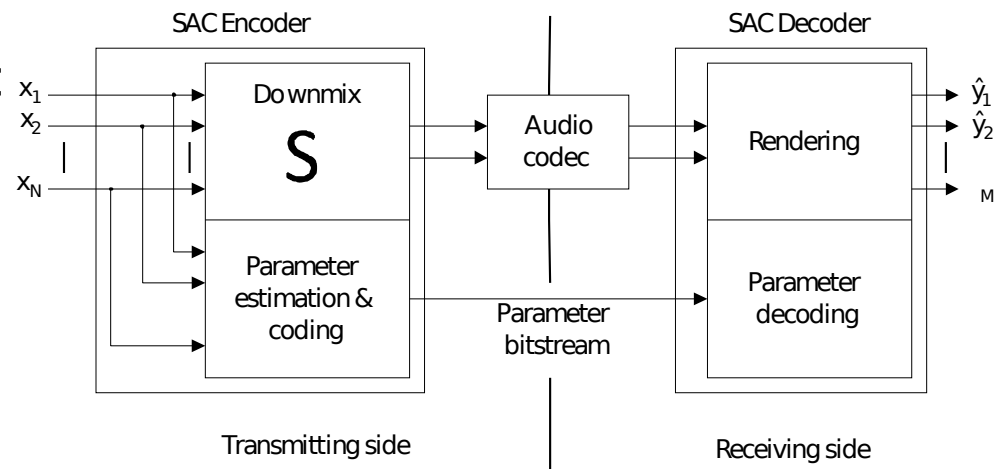 SAC Encoder
SAC Decoder
x1
x2
xN
Downmix
S
Audio
codec
Rendering
ŷ1
ŷ2
M
Parameter
estimation &
coding
Parameter
bitstream
Parameter
decoding
Transmitting side
Receiving side